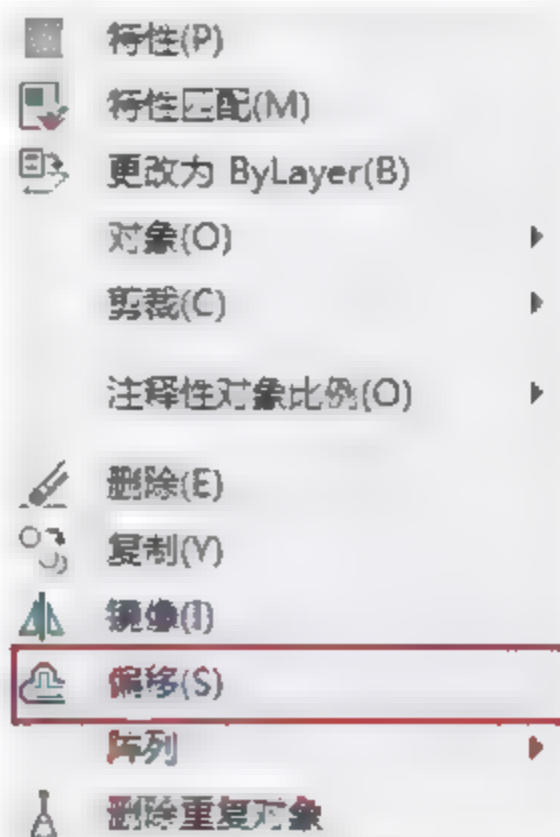 特性(P)
特性匹配(M)
更改为 ByLayer(B)
对象(O)
剪裁(C)
注释性对象比例(O)
删除(E)
复制(Y)
镜像(I)
偏移(S)
阵列
删除重复对象